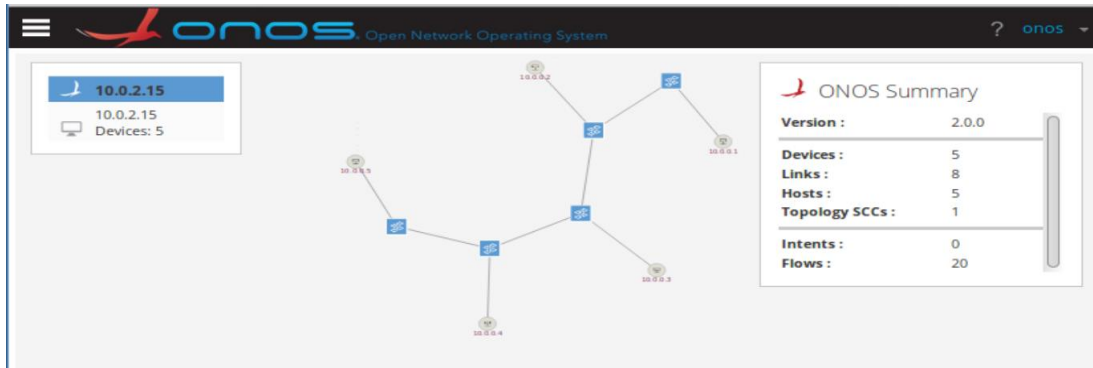 onos. Open Network Operating System
? onos
10.0.2.15
10.0.2.15
Devices: 5
10.0.0.2
10.0.0.1
10.0.0.5
10.0.0.3
10.0.0.4
ONOS Summary
Version : 2.0.0
Devices : 5
Links : 8
Hosts : 5
Topology SCCs : 1
Intents : 0
Flows : 20